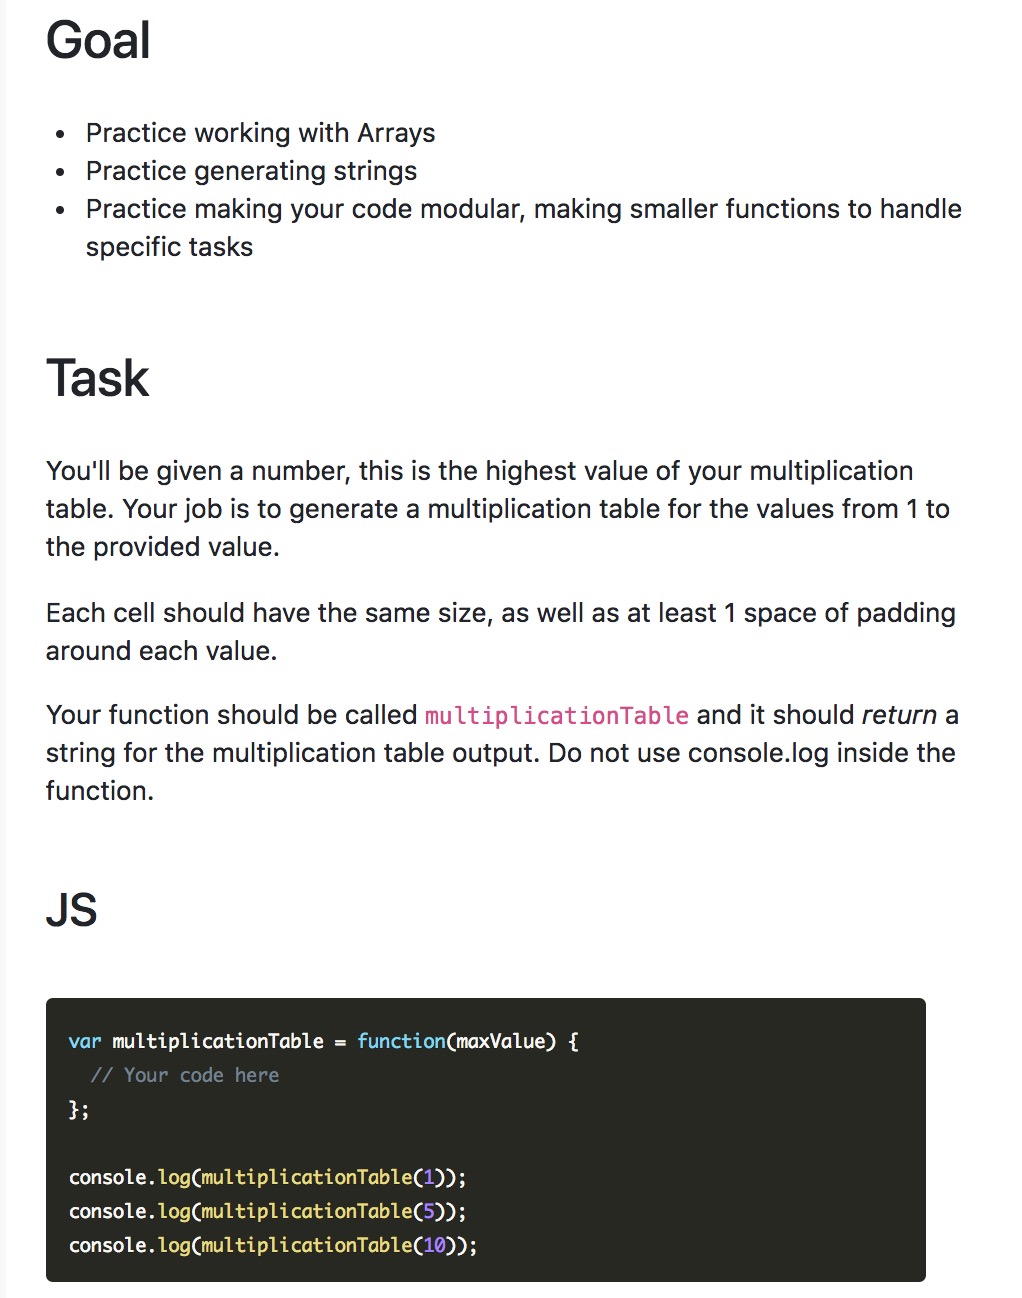 Goal
• Practice working with Arrays
• Practice generating strings
• Practice making your code modular, making smaller functions to handle
specific tasks
Task
You'll be given a number, this is the highest value of your multiplication
table. Your job is to generate a multiplication table for the values from 1 to
the provided value.
Each cell should have the same size, as well as at least 1 space of padding
around each value.
Your function should be called multiplicationTable and it should return a
string for the multiplication table output. Do not use console.log inside the
function.
JS
var multiplicationTable = function(maxValue) {
  // Your code here
};
console.log(multiplicationTable(1));
console.log(multiplicationTable(5));
console.log(multiplicationTable(10));